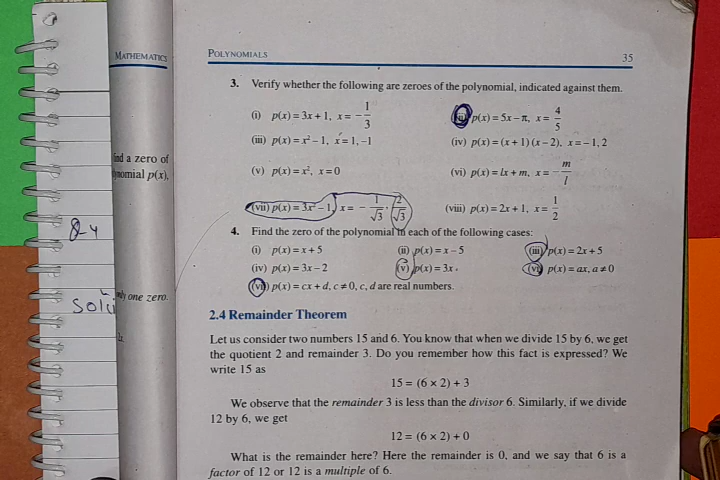 MATHEMATICS
POLYNOMIALS 35
3. Verify whether the following are zeroes of the polynomial, indicated against them.
(i) p(x) = 3x + 1, x = −1/3
(ii) p(x) = 5x − π, x = 4/5
(iii) p(x) = x² − 1, x = 1, −1
(iv) p(x) = (x + 1) (x − 2), x = − 1, 2
(v) p(x) = x², x = 0
(vi) p(x) = lx + m, x = − m/l
(vii) p(x) = 3x² − 1, x = − 1/√3, 2/√3
(viii) p(x) = 2x + 1, x = 1/2
4. Find the zero of the polynomial in each of the following cases:
(i) p(x) = x + 5
(ii) p(x) = x − 5
(iii) p(x) = 2x + 5
(iv) p(x) = 3x − 2
(v) p(x) = 3x
(vi) p(x) = ax, a ≠ 0
(vii) p(x) = cx + d, c ≠ 0, c, d are real numbers.
2.4 Remainder Theorem
Let us consider two numbers 15 and 6. You know that when we divide 15 by 6, we get
the quotient 2 and remainder 3. Do you remember how this fact is expressed? We
write 15 as
15 = (6 × 2) + 3
We observe that the remainder 3 is less than the divisor 6. Similarly, if we divide
12 by 6, we get
12 = (6 × 2) + 0
What is the remainder here? Here the remainder is 0, and we say that 6 is a
factor of 12 or 12 is a multiple of 6.
a zero of
p(x),
one zero.